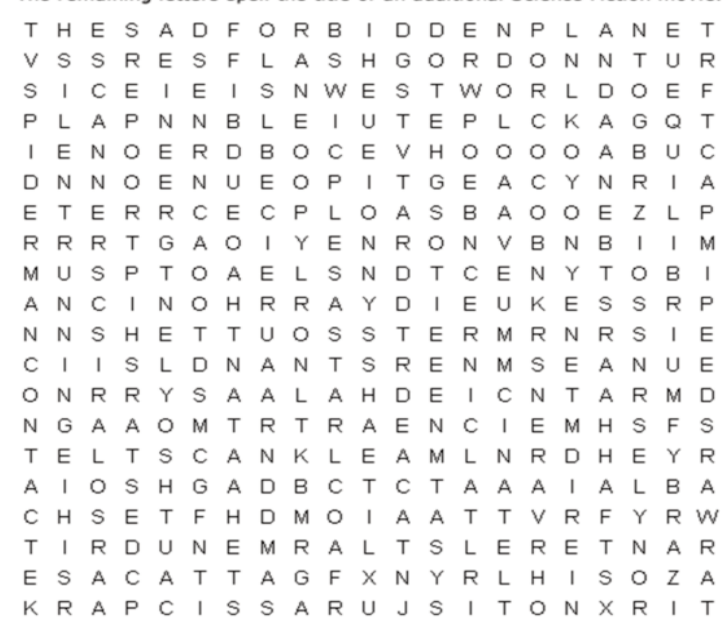 The remaining letters spell the title of an additional Science Fiction movie.
T H E S A D F O R B I D D E N P L A N E T
V S S R E S F L A S H G O R D O N N T U R
S I C E I E I S N W E S T W O R L D O E F
P L A P N N B L E I U T E P L C K A G Q T
I E N O E R D B O C E V H O O O O A B U C
D N N O E N U E O P I T G E A C Y N R I A
E T E R R C E C P L O A S B A O O E Z L P
R R R T G A O I Y E N R O N V B N B I I M
M U S P T O A E L S N D T C E N Y T O B I
A N C I N O H R R A Y D I E U K E S S R P
N N S H E T T U O S S T E R M R N R S I E
C I I S L D N A N T S R E N M S E A N U E
O N R R Y S A A L A H D E I C N T A R M D
N G A A O M T R T R A E N C I E M H S F S
T E L T S C A N K L E A M L N R D H E Y R
A I O S H G A D B C T C T A A A I A L B A
C H S E T F H D M O I A A T T V R F Y R W
T I R D U N E M R A L T S L E R E T N A R
E S A C A T T A G F X N Y R L H I S O Z A
K R A P C I S S A R U J S I T O N X R I T